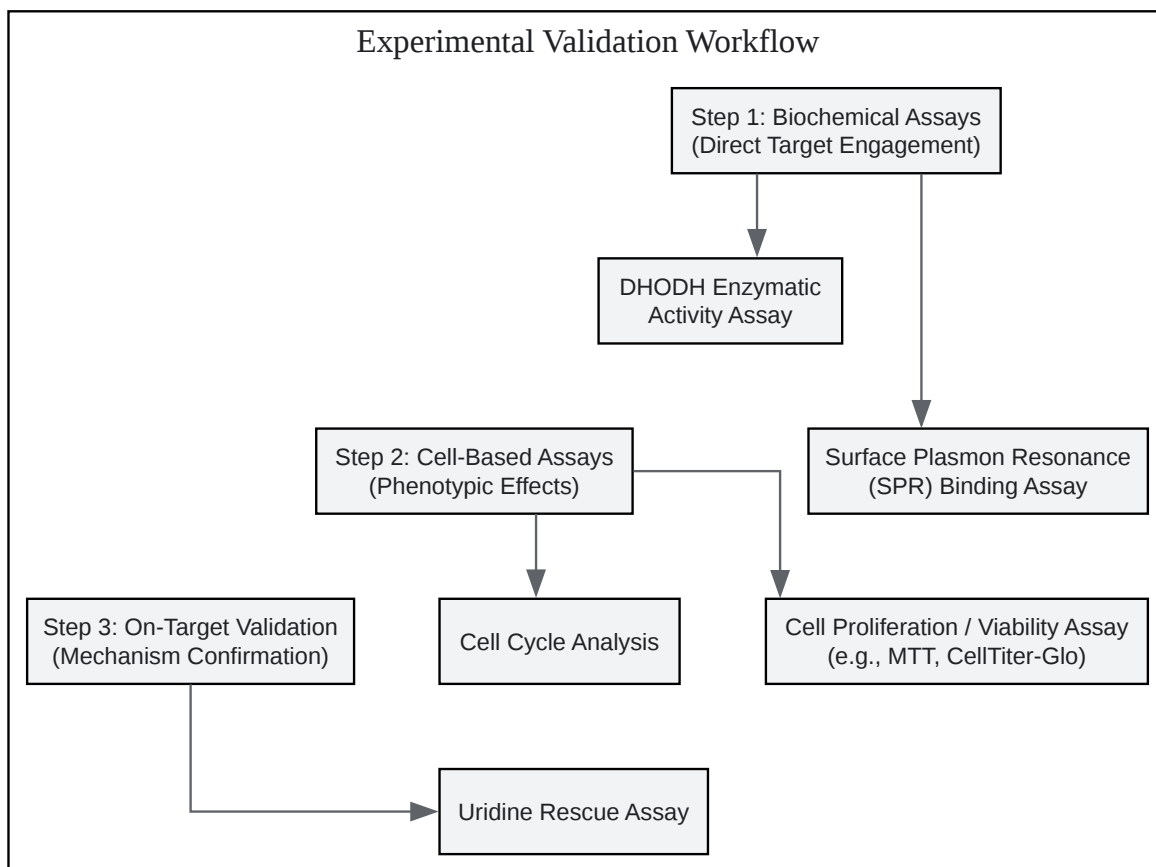 Experimental Validation Workflow
Step 1: Biochemical Assays
(Direct Target Engagement)
DHODH Enzymatic
Activity Assay
Step 2: Cell-Based Assays
(Phenotypic Effects)
Surface Plasmon Resonance
(SPR) Binding Assay
Step 3: On-Target Validation
(Mechanism Confirmation)
Cell Cycle Analysis
Cell Proliferation / Viability Assay
(e.g., MTT, CellTiter-Glo)
Uridine Rescue Assay